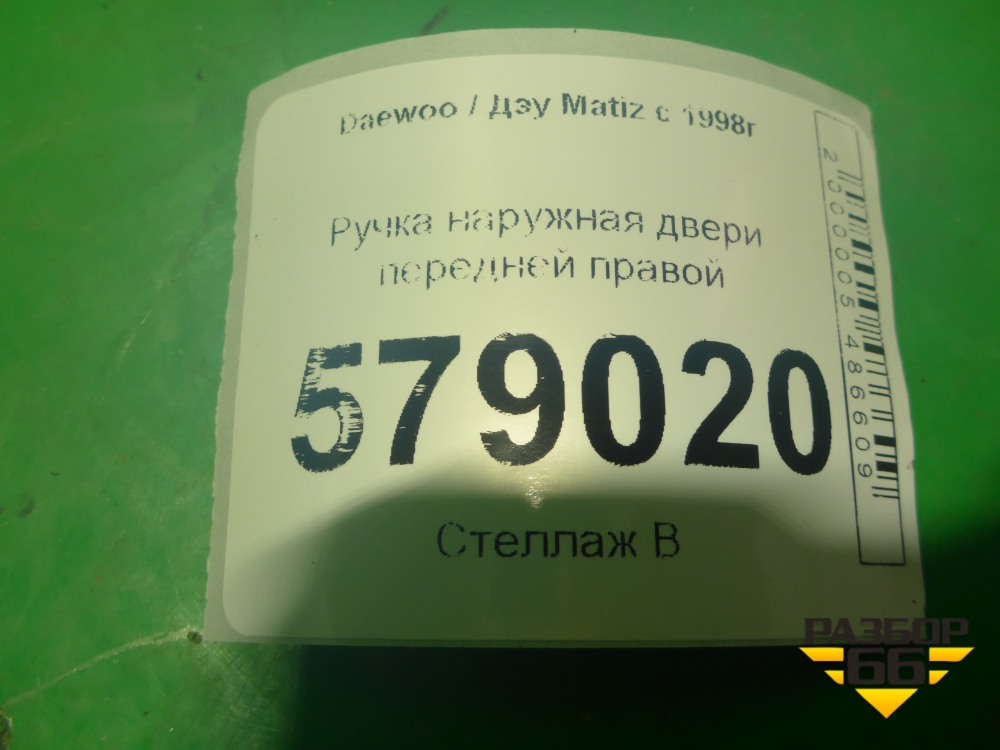 Daewoo / Дэу Matiz с 1998г
Ручка наружная двери
передней правой
579020
Стеллаж В
2000005486609
РАЗБОР
66